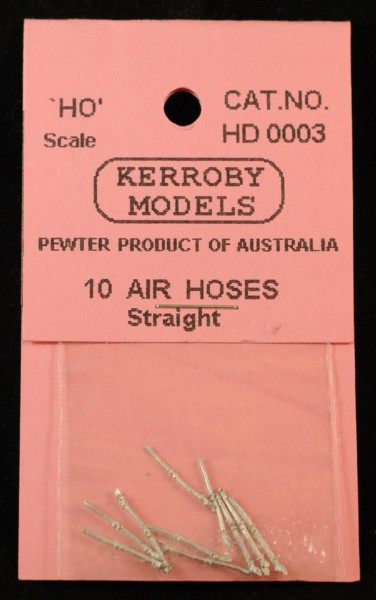 `HO'
Scale
CAT.NO.
HD 0003
KERROBY
MODELS
PEWTER PRODUCT OF AUSTRALIA
10 AIR HOSES
Straight